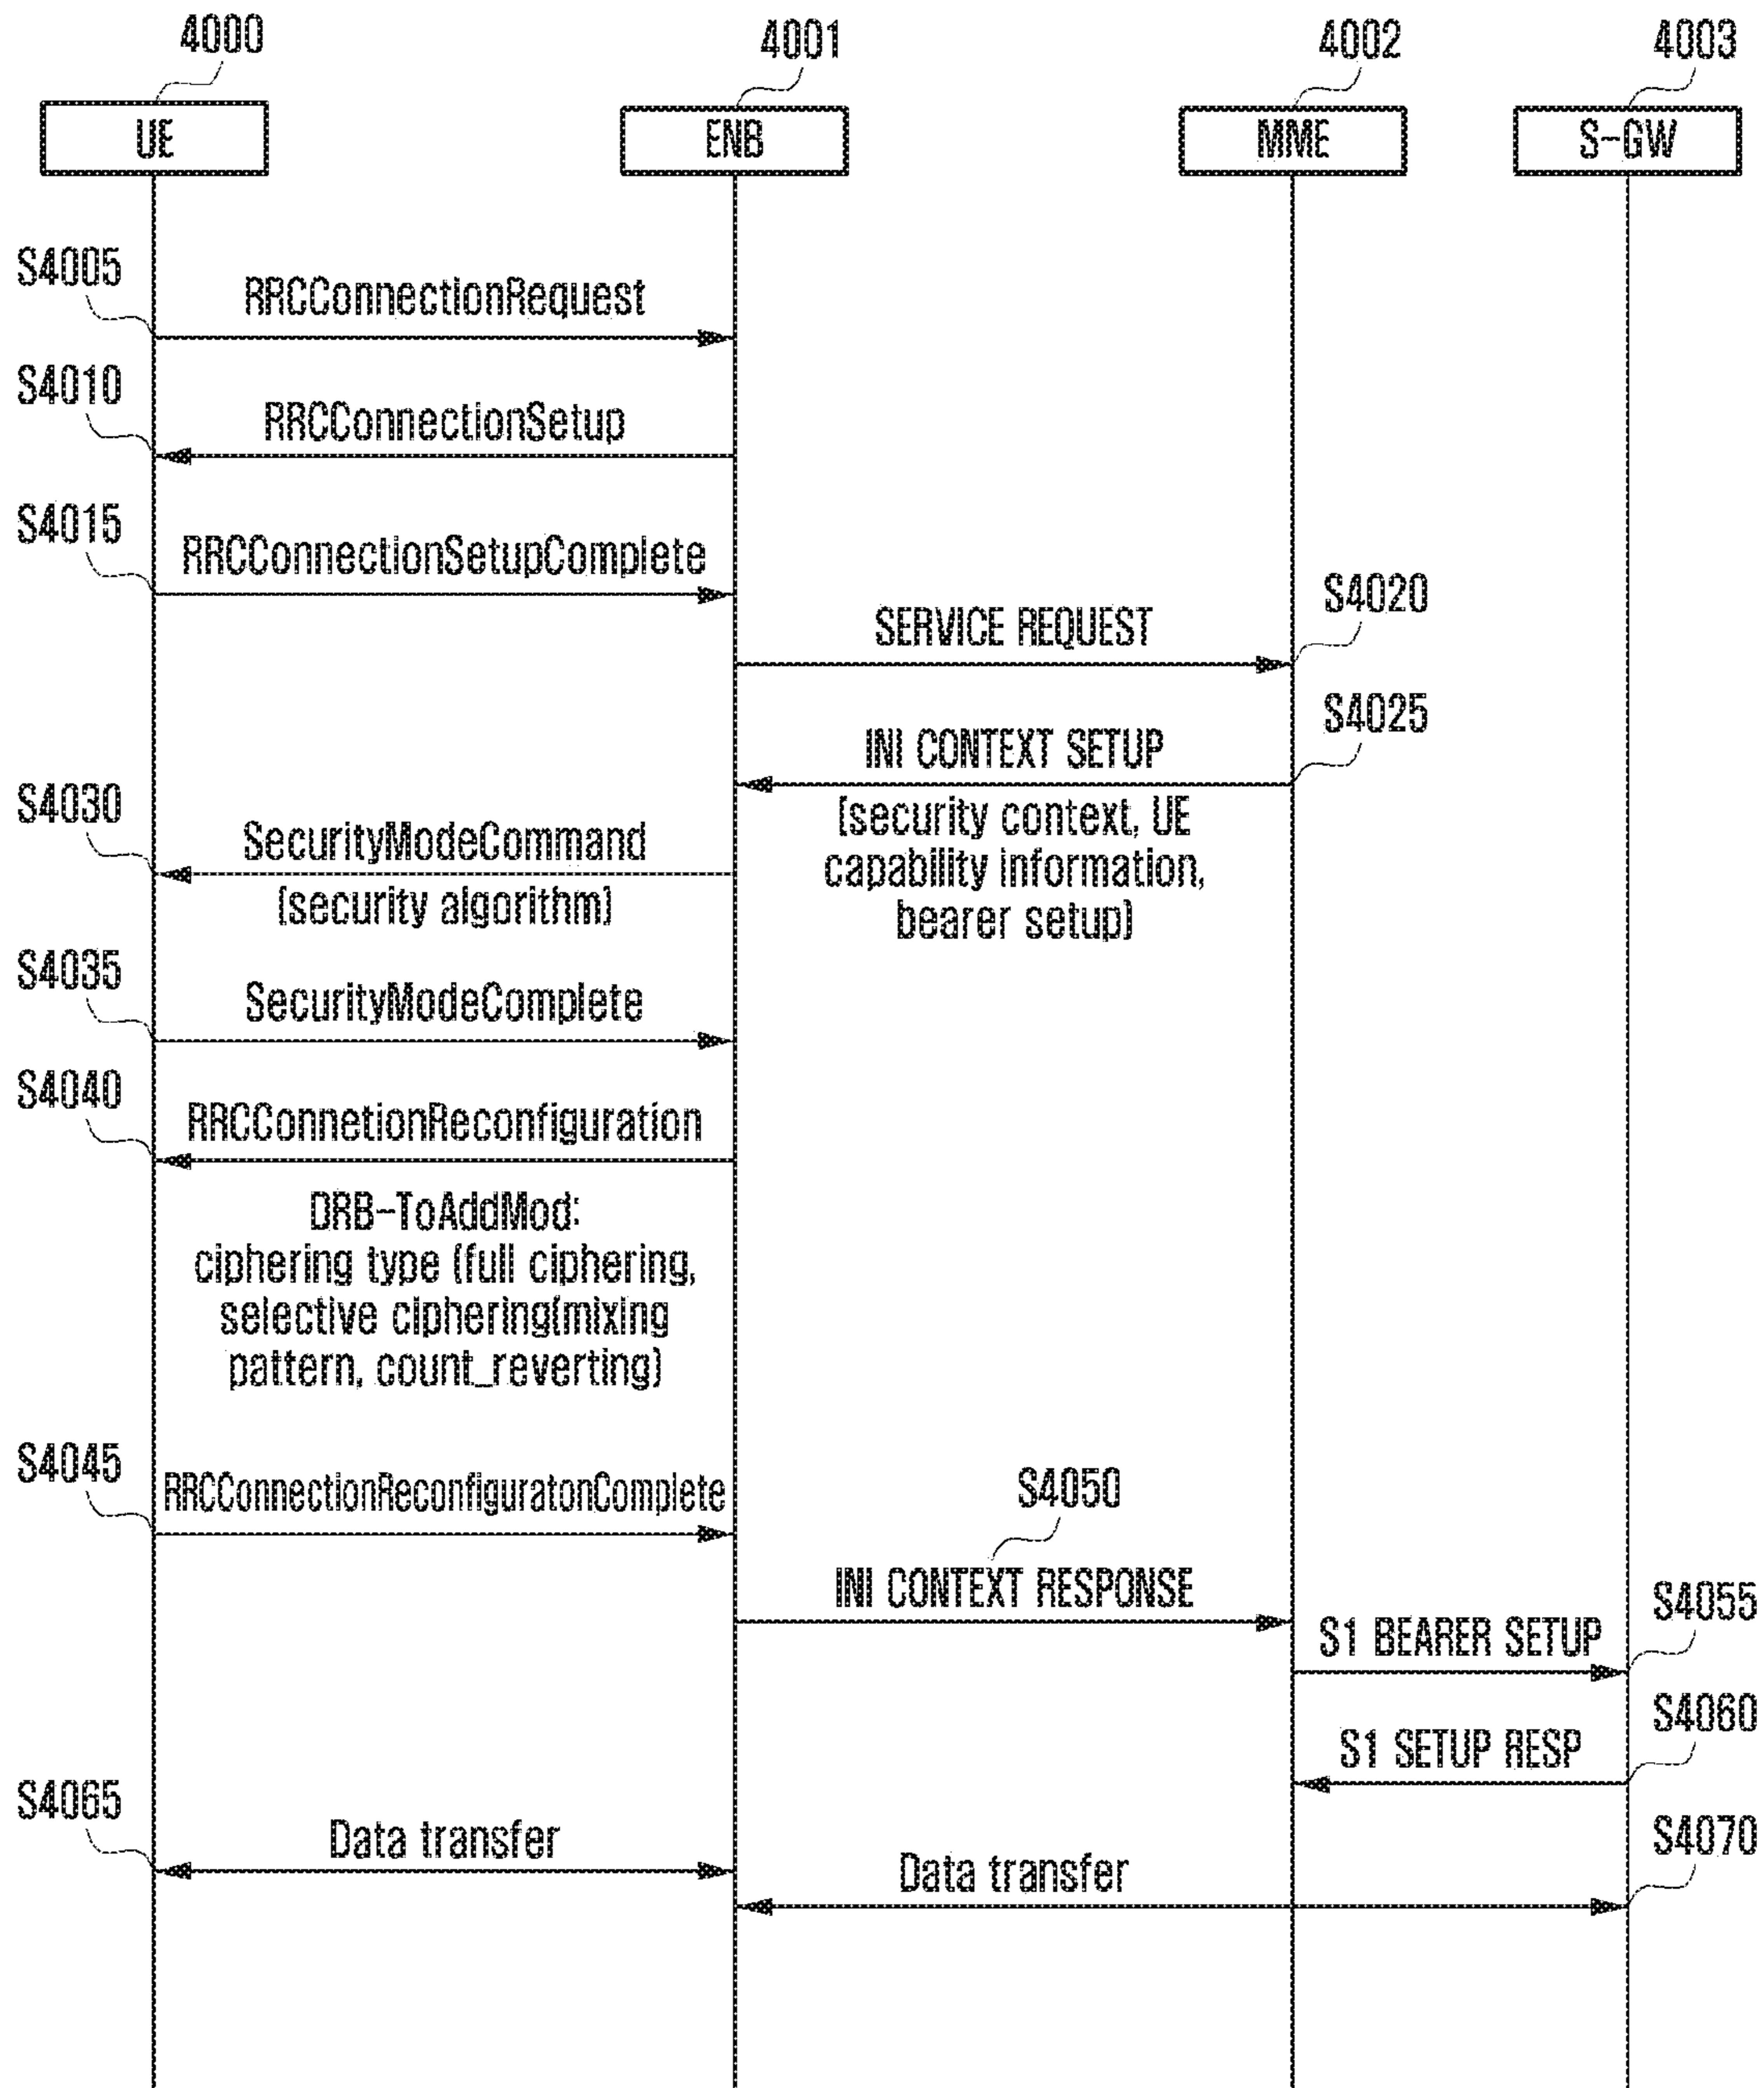 4000
4001
4002
4003
UE
ENB
MME
S-GW
S4005
RRCConnectionRequest
S4010
RRCConnectionSetup
S4015
RRCConnectionSetupComplete
SERVICE REQUEST
S4020
INI CONTEXT SETUP
S4025
(security context, UE
capability information,
bearer setup)
S4030
SecurityModeCommand
(security algorithm)
S4035
SecurityModeComplete
S4040
RRCConnetionReconfiguration
DRB-ToAddMod:
ciphering type (full ciphering,
selective ciphering(mixing
pattern, count_reverting)
S4045
RRCConnectionReconfiguratonComplete
S4050
INI CONTEXT RESPONSE
S1 BEARER SETUP
S4055
S1 SETUP RESP
S4060
S4065
Data transfer
Data transfer
S4070